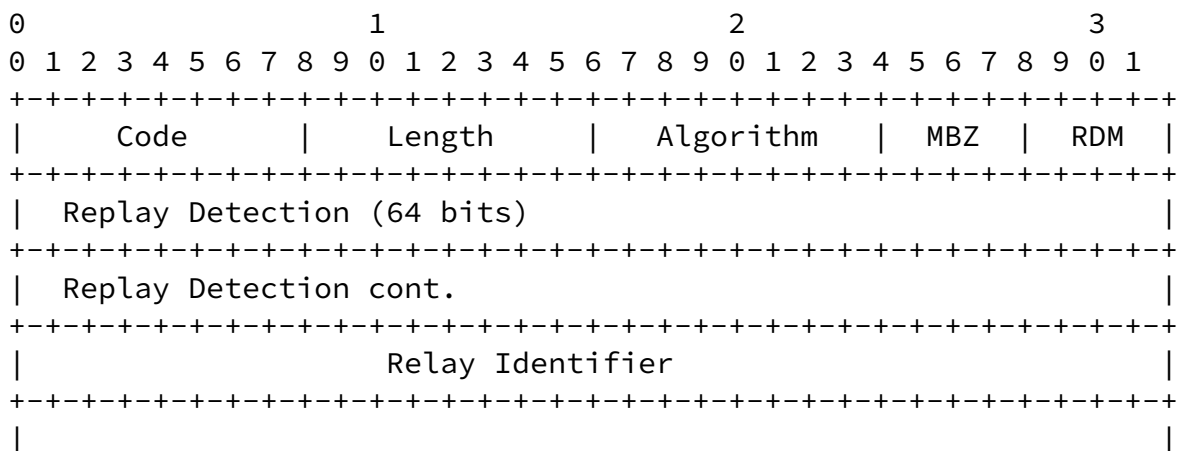 0                   1                   2                   3
0 1 2 3 4 5 6 7 8 9 0 1 2 3 4 5 6 7 8 9 0 1 2 3 4 5 6 7 8 9 0 1
+-+-+-+-+-+-+-+-+-+-+-+-+-+-+-+-+-+-+-+-+-+-+-+-+-+-+-+-+-+-+-+-+
|     Code      |    Length     |   Algorithm   |  MBZ  |  RDM  |
+-+-+-+-+-+-+-+-+-+-+-+-+-+-+-+-+-+-+-+-+-+-+-+-+-+-+-+-+-+-+-+-+
|  Replay Detection (64 bits)                                   |
+-+-+-+-+-+-+-+-+-+-+-+-+-+-+-+-+-+-+-+-+-+-+-+-+-+-+-+-+-+-+-+-+
|  Replay Detection cont.                                       |
+-+-+-+-+-+-+-+-+-+-+-+-+-+-+-+-+-+-+-+-+-+-+-+-+-+-+-+-+-+-+-+-+
|                    Relay Identifier                           |
+-+-+-+-+-+-+-+-+-+-+-+-+-+-+-+-+-+-+-+-+-+-+-+-+-+-+-+-+-+-+-+-+
|                                                               |